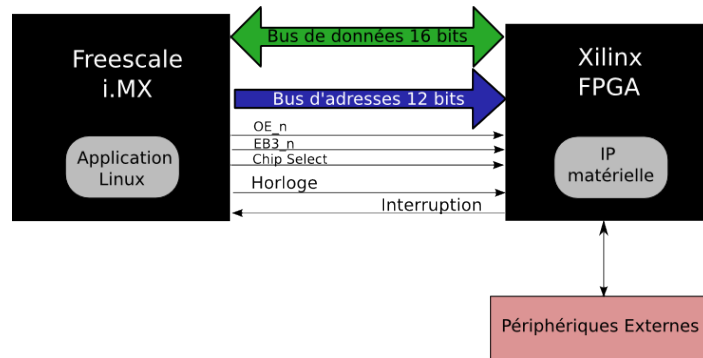 Bus de données 16 bits
Freescale
i.MX
Xilinx
FPGA
Bus d'adresses 12 bits
OE_n
EB3_n
Chip Select
Application
Linux
IP
matérielle
Horloge
Interruption
Périphériques Externes